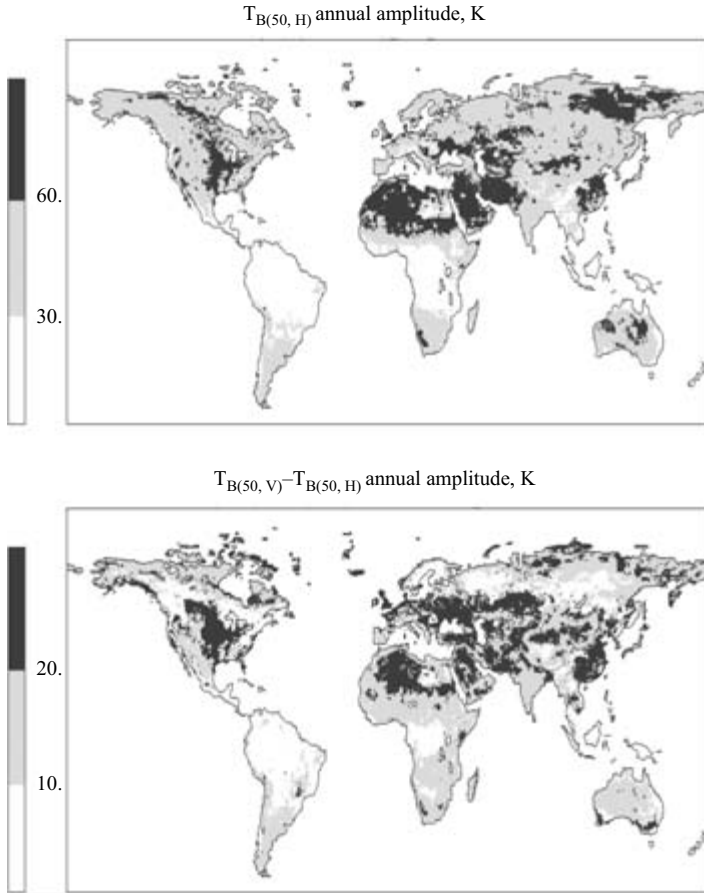 T_B(50, H) annual amplitude, K
60.
30.
T_B(50, V)–T_B(50, H) annual amplitude, K
20.
10.